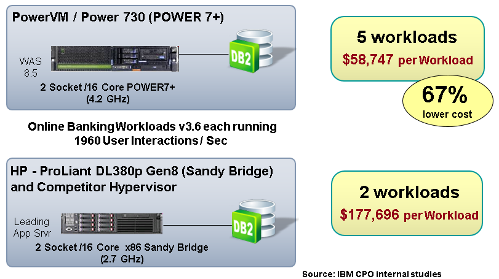 PowerVM / Power 730 (POWER 7+)
WAS
8.5
DB2
2 Socket /16 Core POWER7+
(4.2 GHz)
5 workloads
$58,747 per Workload
67%
lower cost
Online Banking Workloads v3.6 each running
1960 User Interactions / Sec
HP - ProLiant DL380p Gen8 (Sandy Bridge)
and Competitor Hypervisor
Leading
App Srvr
DB2
2 Socket /16 Core x86 Sandy Bridge
(2.7 GHz)
2 workloads
$177,696 per Workload
Source: IBM CPO internal studies